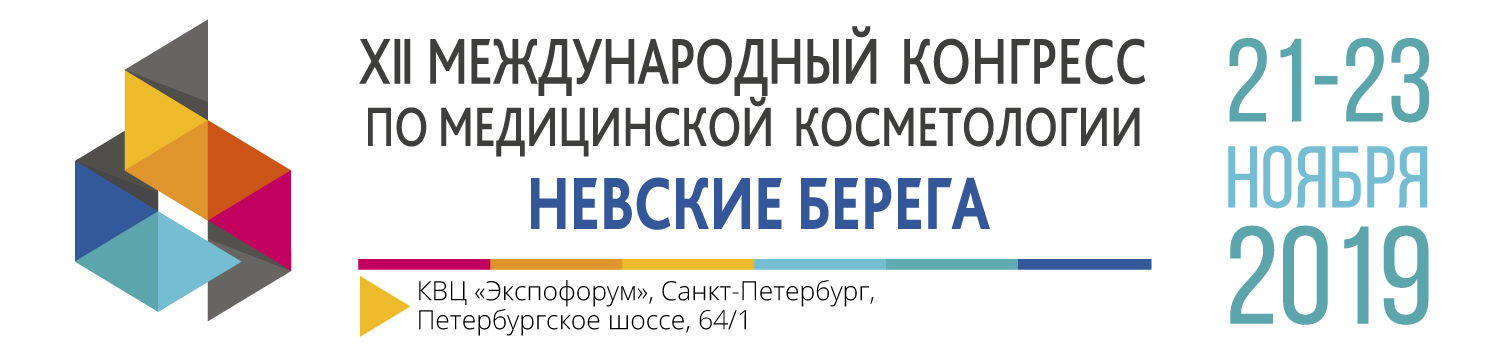 XII МЕЖДУНАРОДНЫЙ КОНГРЕСС
ПО МЕДИЦИНСКОЙ КОСМЕТОЛОГИИ
НЕВСКИЕ БЕРЕГА
КВЦ «Экспофорум», Санкт-Петербург,
Петербургское шоссе, 64/1
21-23
НОЯБРЯ
2019